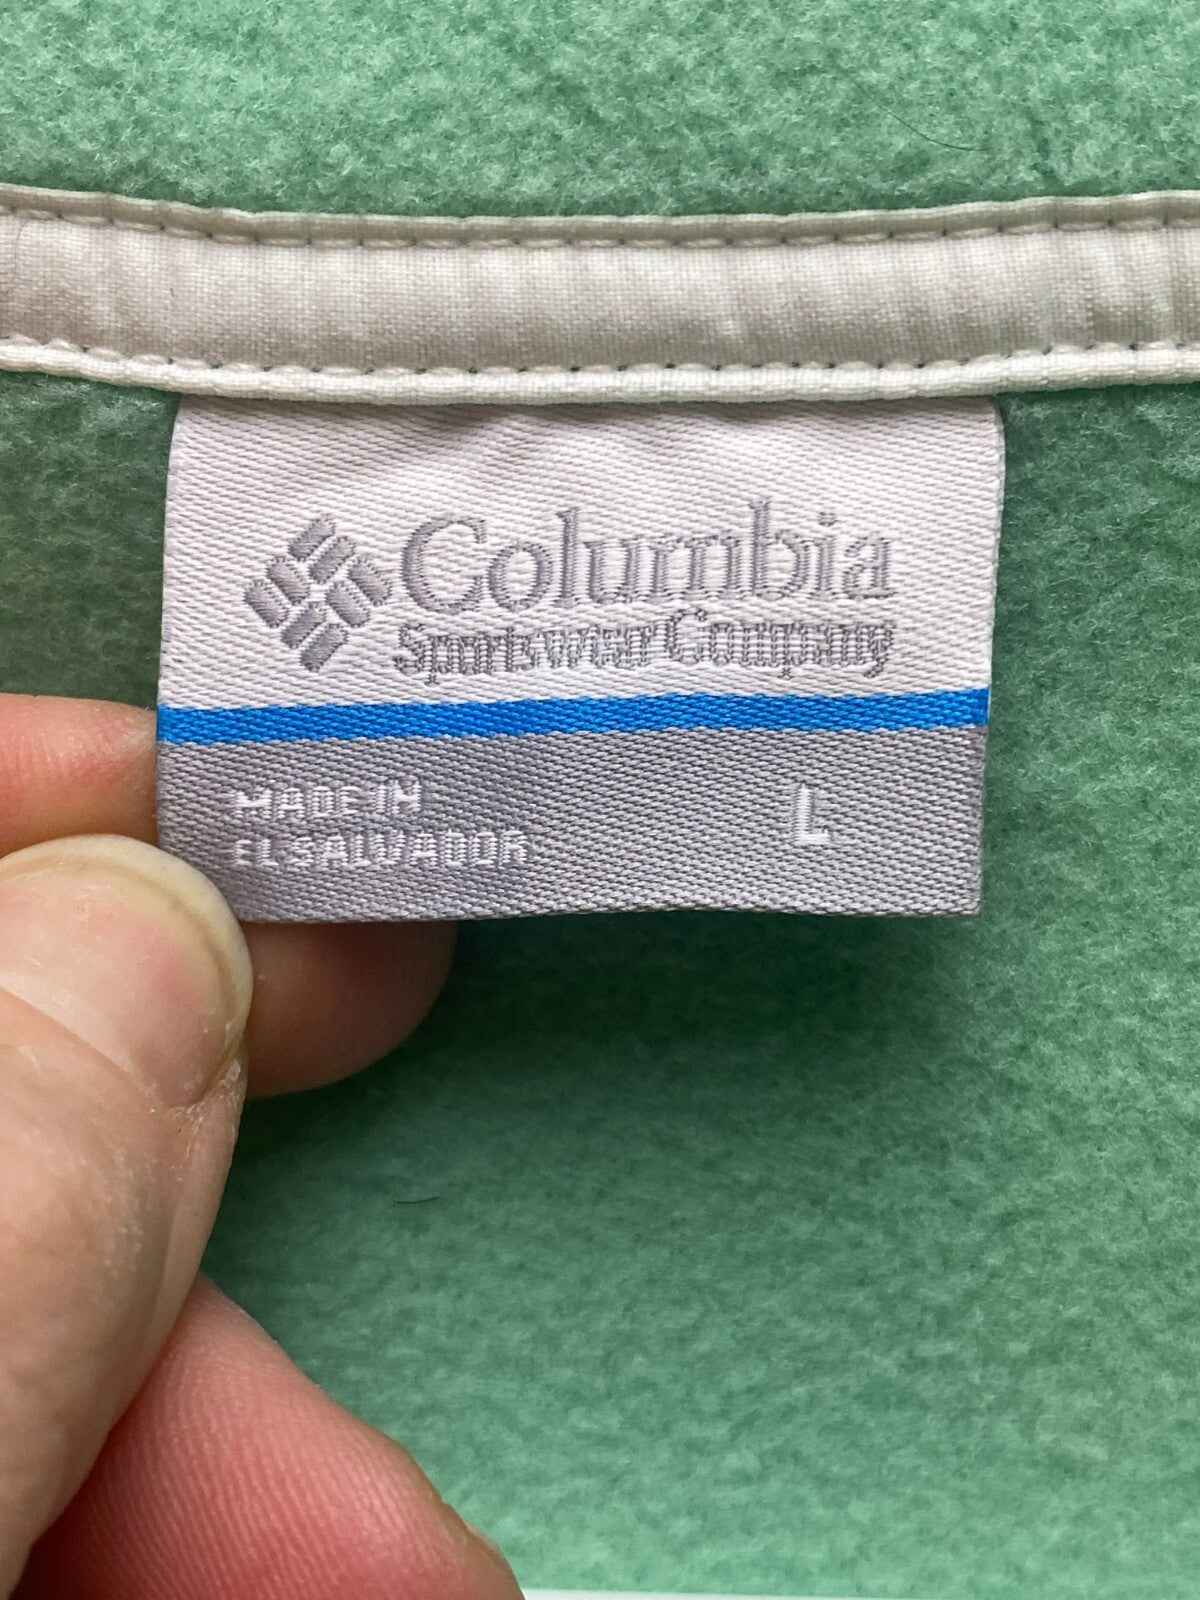 Columbia
Sportswear Company
MADE IN
EL SALVADOR
L